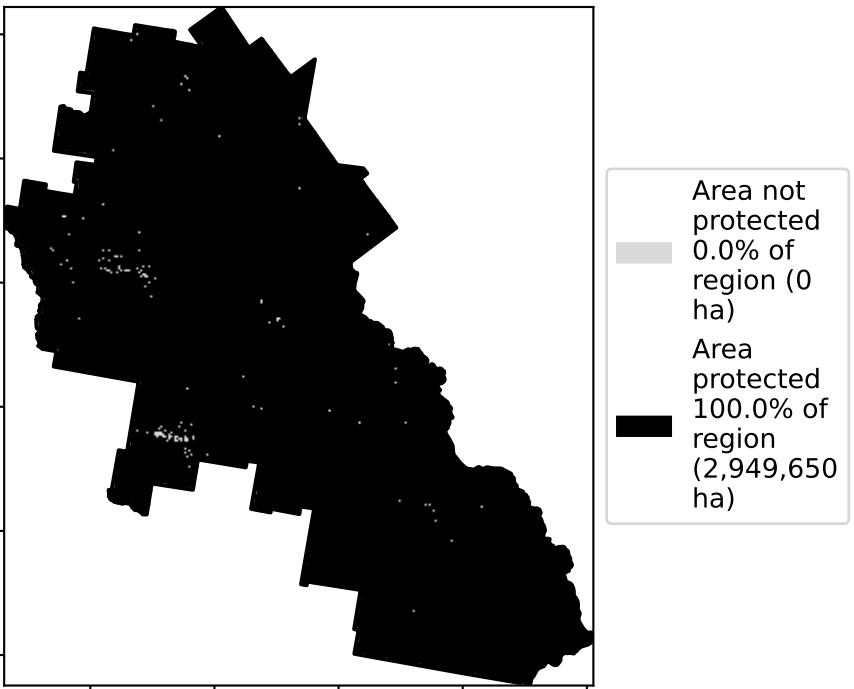 Area not
protected
0.0% of
region (0
ha)
Area
protected
100.0% of
region
(2,949,650
ha)